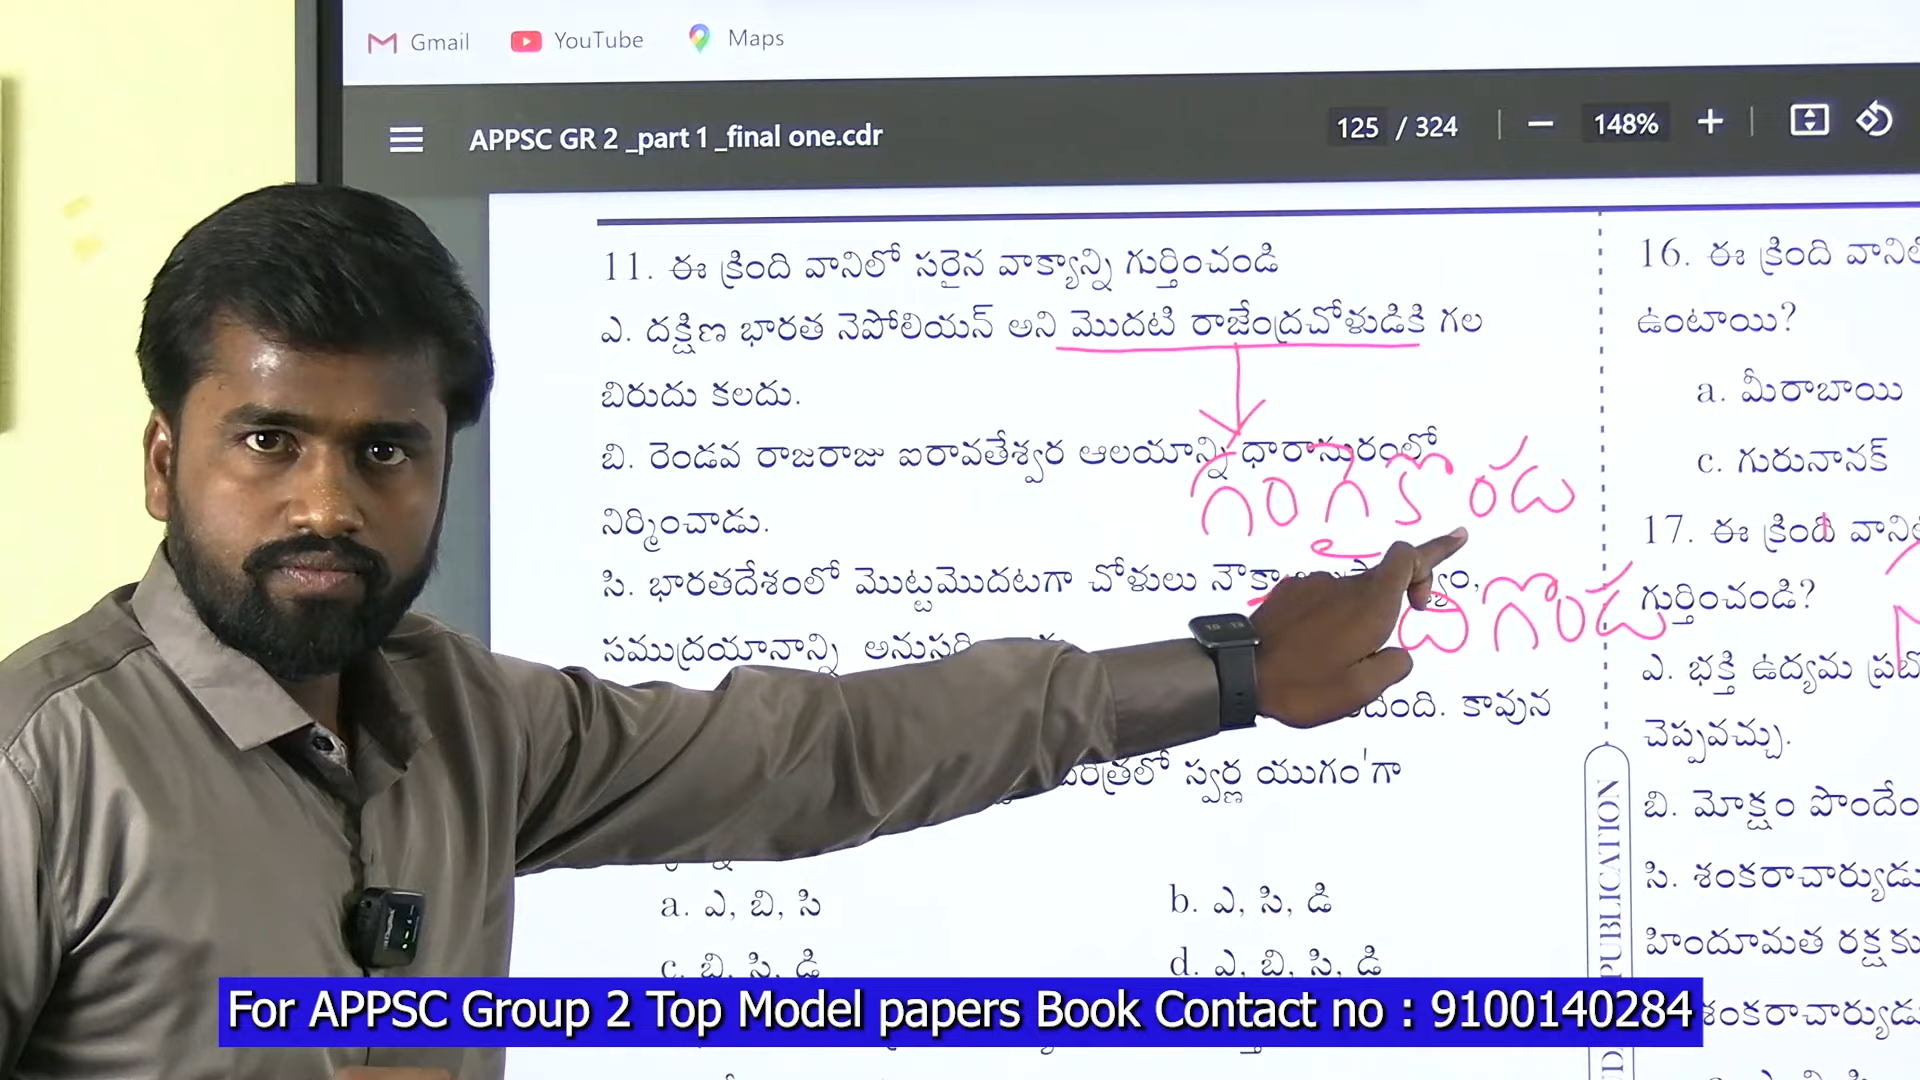 Gmail YouTube Maps
APPSC GR 2 _part 1 _final one.cdr 125 / 324 148%
11. ఈ క్రింది వానిలో సరైన వాక్యాన్ని గుర్తించండి
ఎ. దక్షిణ భారత నెపోలియన్ అని మొదటి రాజేంద్రచోళుడికి గల
బిరుదు కలదు.
బి. రెండవ రాజరాజు ఐరావతేశ్వర ఆలయాన్ని ధారాసురంలో
గంగైకొండ
నిర్మించాడు.
సి. భారతదేశంలో మొట్టమొదటగా చోళులు
గొండ
సముద్రయానాన్ని
కావున
స్వర్ణ యుగం'గా
a. ఎ, బి, సి b. ఎ, సి, డి
c. బి, సి, డి d. ఎ, బి, సి, డి
16. ఈ క్రింది
ఉంటాయి?
a. మీరాబాయి
c. గురునానక్
17. ఈ క్రింది
గుర్తించండి?
ఎ. భక్తి ఉద్యమ
చెప్పవచ్చు.
బి. మోక్షం
సి. శంకరాచార్యుడు
హిందూమత
శంకరాచార్యుడు
PUBLICATION
For APPSC Group 2 Top Model papers Book Contact no : 9100140284